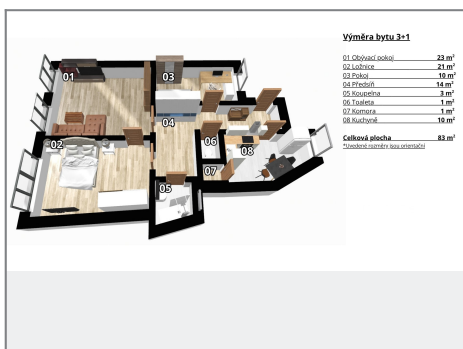 Výměra bytu 3+1
01 Obývací pokoj 23 m²
02 Ložnice 21 m²
03 Pokoj 10 m²
04 Předsíň 14 m²
05 Koupelna 3 m²
06 Toaleta 1 m²
07 Komora 1 m²
08 Kuchyně 10 m²
Celková plocha 83 m²
*Uvedené rozměry jsou orientační
01
03
04
02
06
08
07
05